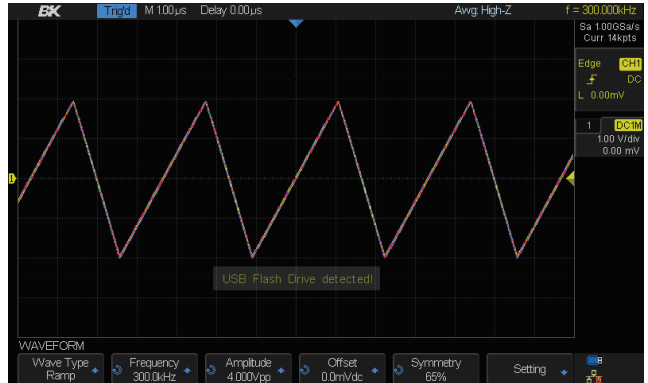 BK Trig'd M 1.00µs Delay 0.00µs Awg: High-Z f = 300.000kHz
Sa 1.00GSa/s
Curr 14kpts
Edge CH1
DC
L 0.00mV
1 DC1M
1.00 V/div
0.00 mV
1
USB Flash Drive detected!
WAVEFORM
Wave Type
Ramp
Frequency
300.0kHz
Amplitude
4.000Vpp
Offset
0.0mVdc
Symmetry
65%
Setting
B